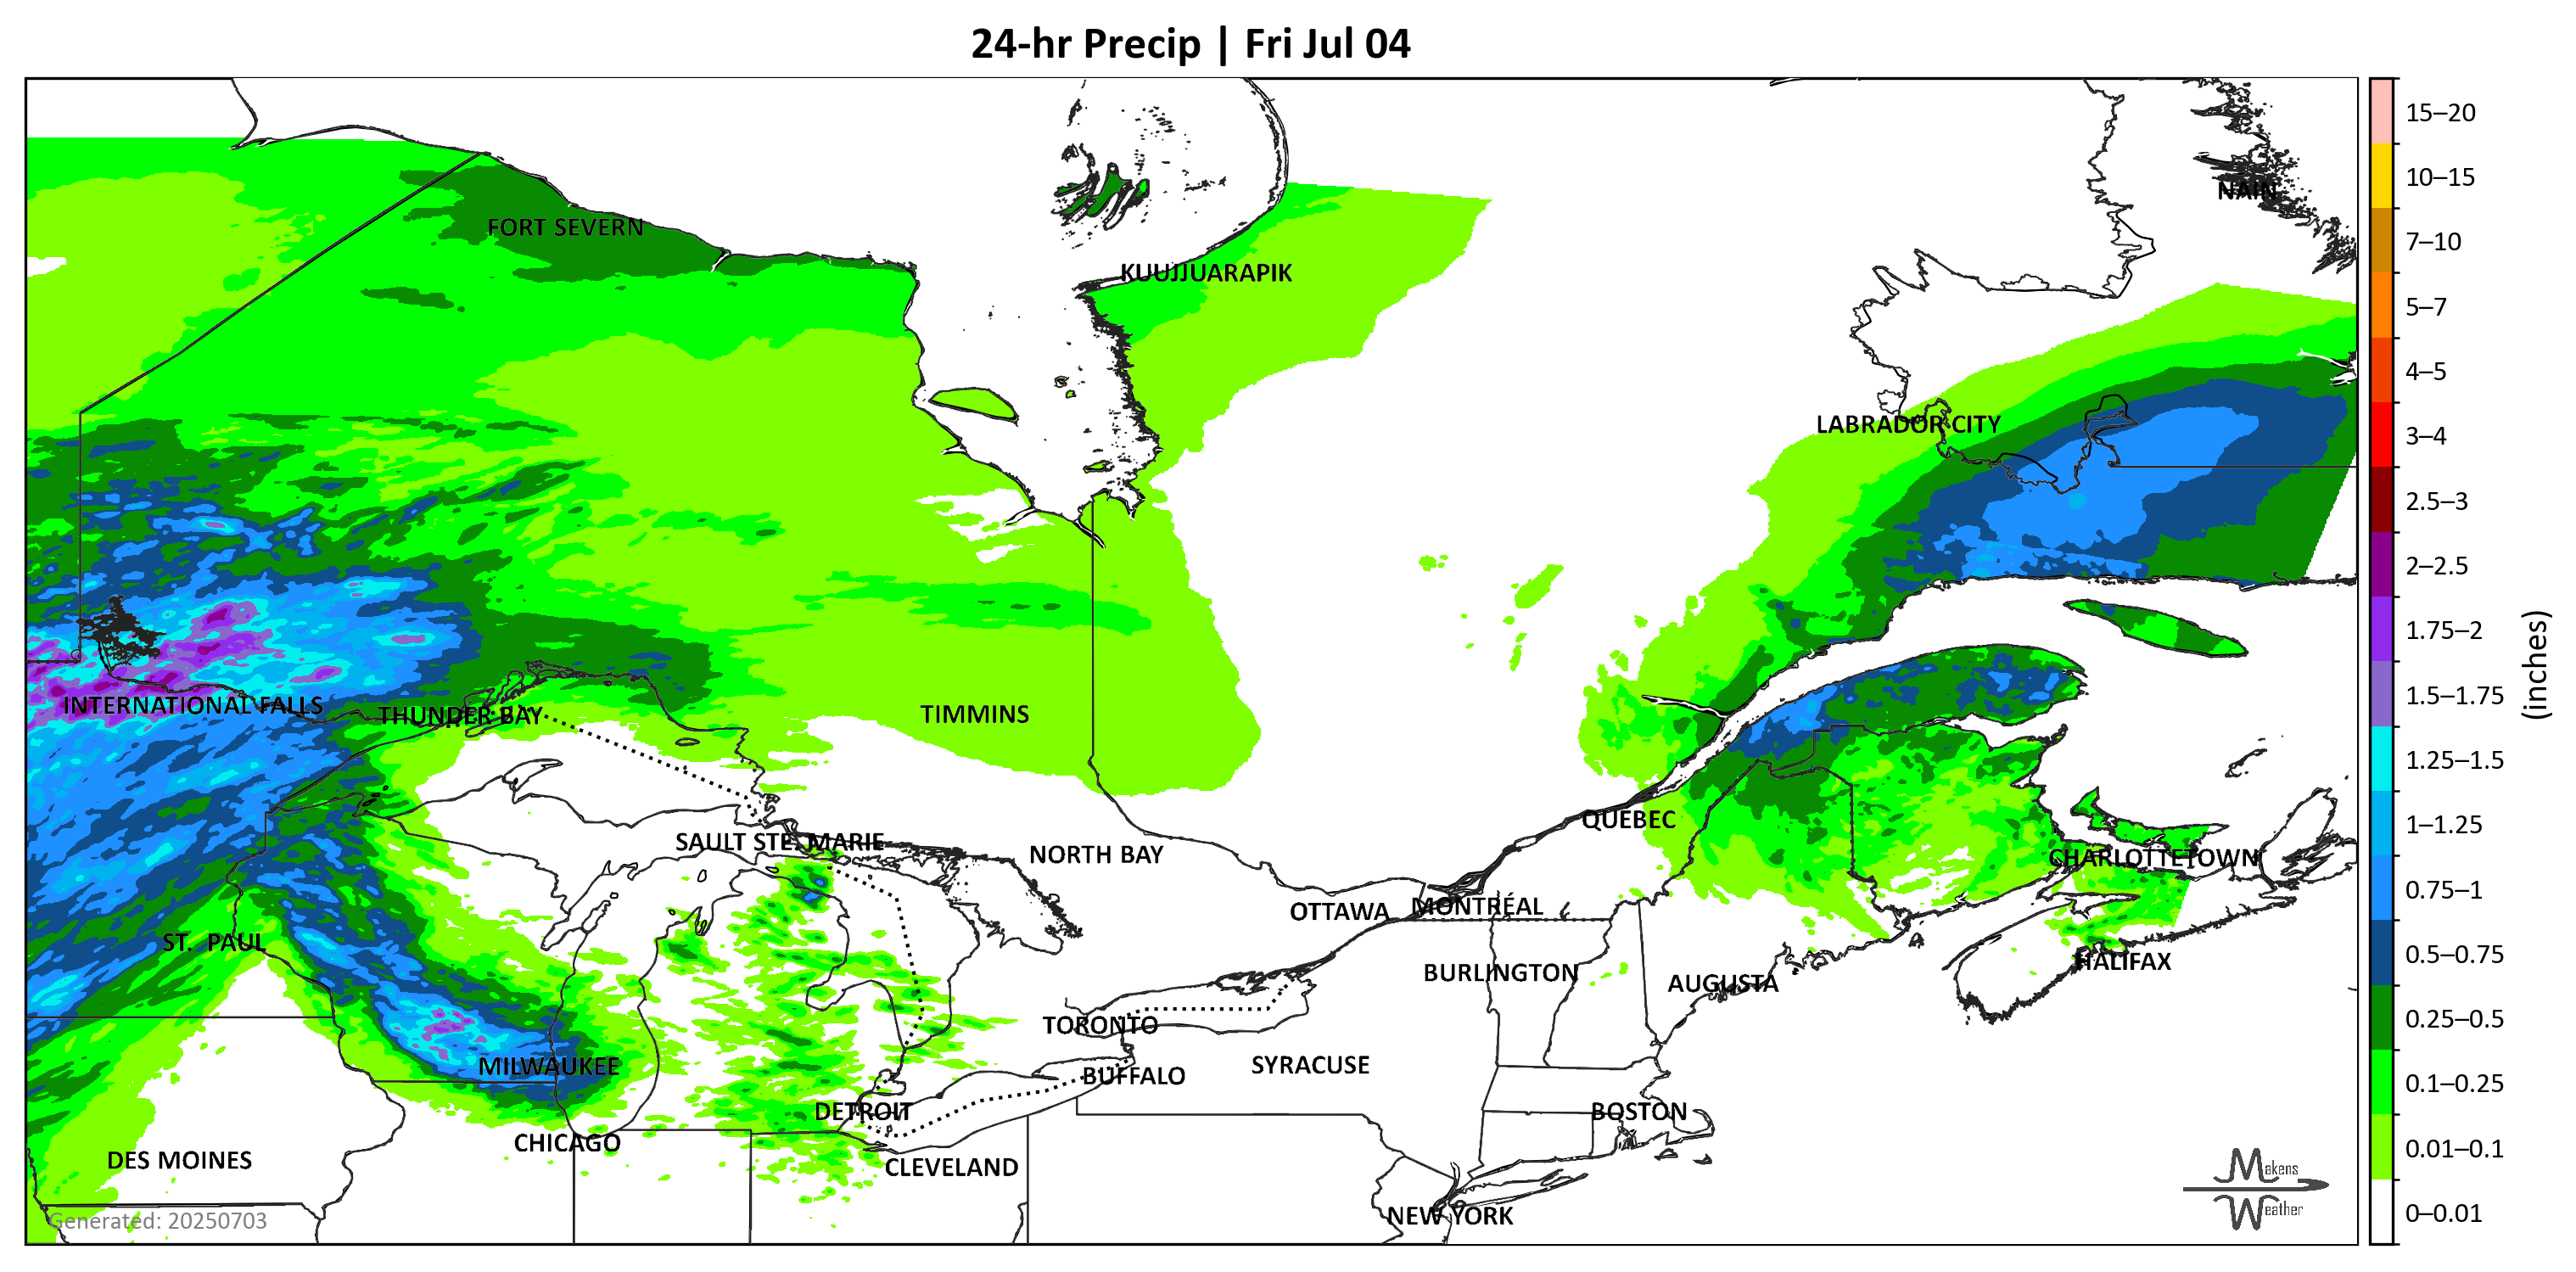 24-hr Precip | Fri Jul 04
NAIN
FORT SEVERN
KUUJJUARAPIK
LABRADOR CITY
INTERNATIONAL FALLS
THUNDER BAY
TIMMINS
SAULT STE. MARIE
NORTH BAY
QUÉBEC
CHARLOTTETOWN
OTTAWA
MONTRÉAL
ST. PAUL
HALIFAX
BURLINGTON
AUGUSTA
TORONTO
MILWAUKEE
SYRACUSE
BUFFALO
DETROIT
BOSTON
CHICAGO
DES MOINES
CLEVELAND
NEW YORK
Generated: 20250703
Makens
Weather
15–20
10–15
7–10
5–7
4–5
3–4
2.5–3
2–2.5
1.75–2
1.5–1.75
1.25–1.5
1–1.25
0.75–1
0.5–0.75
0.25–0.5
0.1–0.25
0.01–0.1
0–0.01
(inches)